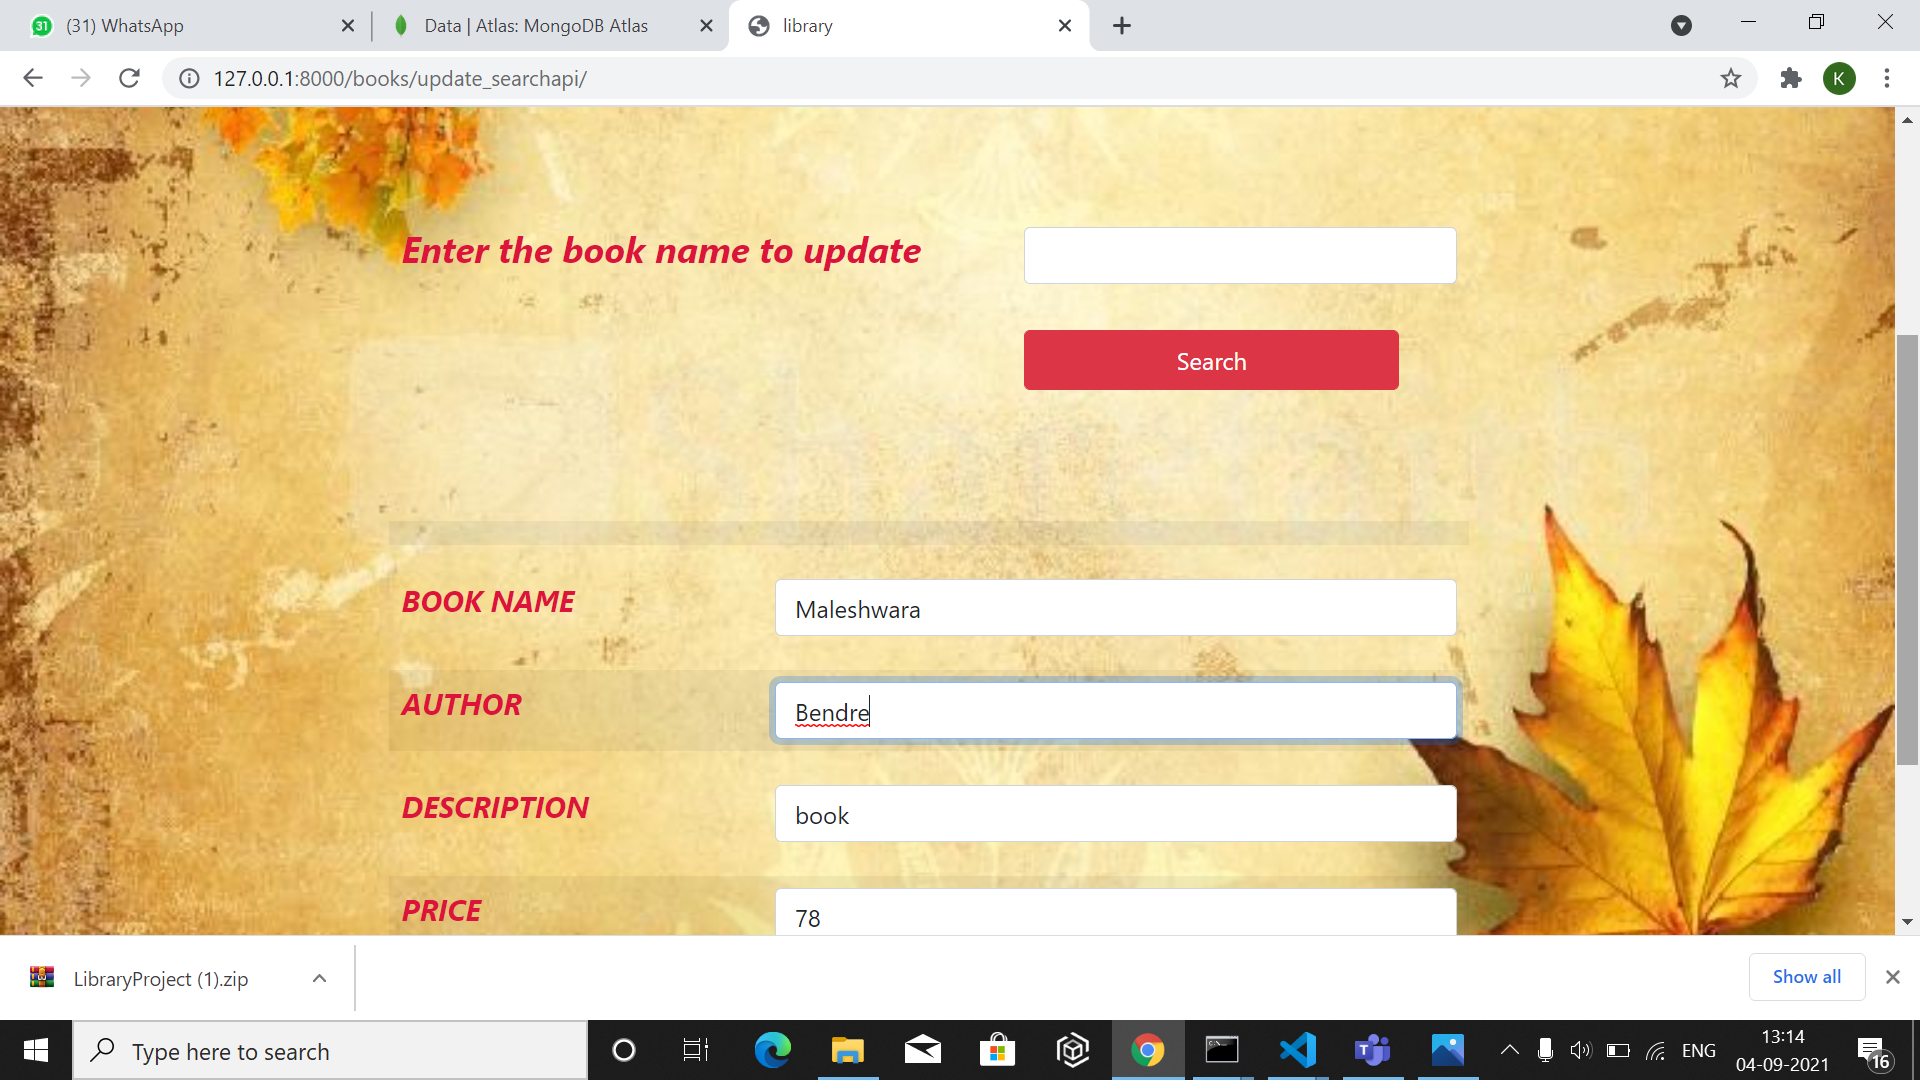 31 (31) WhatsApp
Data | Atlas: MongoDB Atlas
library
127.0.0.1:8000/books/update_searchapi/
K
Enter the book name to update
Search
BOOK NAME
Maleshwara
AUTHOR
Bendre
DESCRIPTION
book
PRICE
78
LibraryProject (1).zip
Show all
Type here to search
ENG
13:14
04-09-2021
16